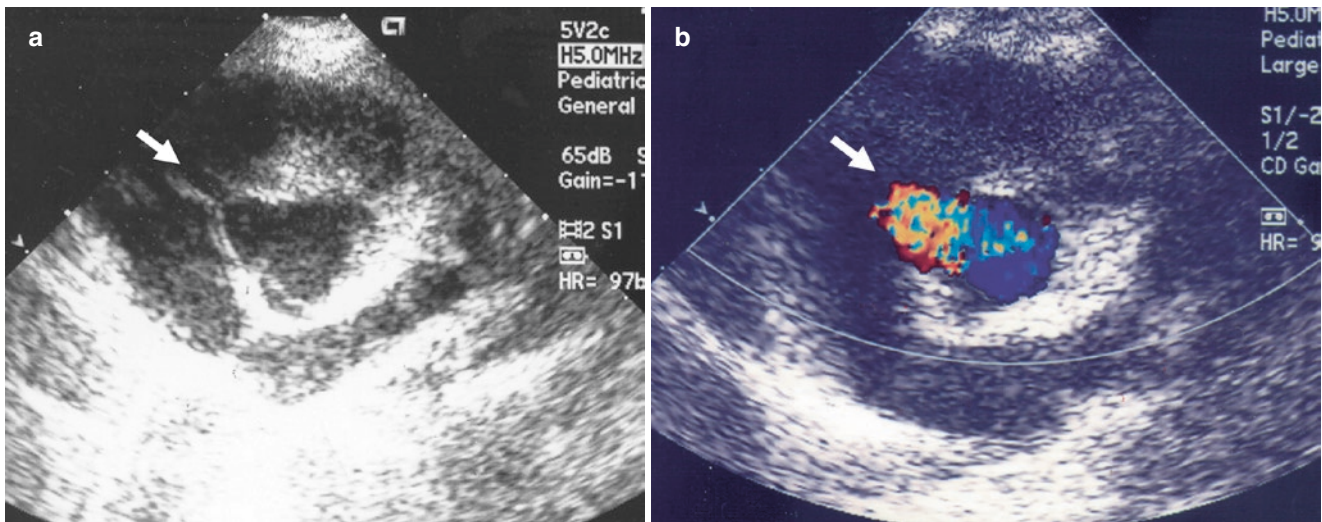 a
5V2c
H5.0MHz
Pediatric
General
65dB S
Gain=-1
2 S1
HR= 97b
b
H5.0M
Pediat
Large
S1/-2
1/2
CD Ga
HR= 9